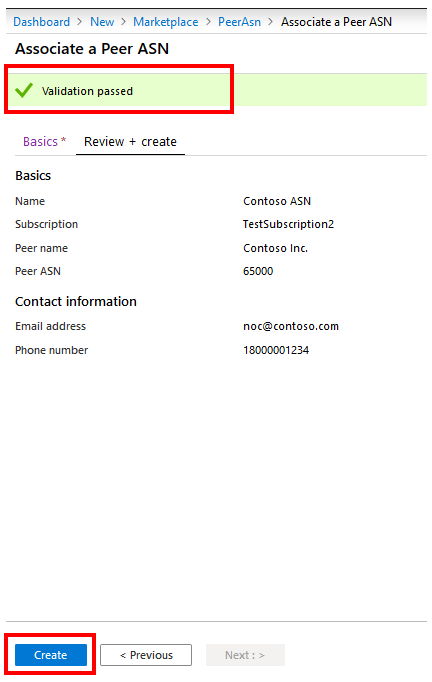 Dashboard > New > Marketplace > PeerAsn > Associate a Peer ASN
Associate a Peer ASN
Validation passed
Basics * Review + create
Basics
Name Contoso ASN
Subscription TestSubscription2
Peer name Contoso Inc.
Peer ASN 65000
Contact information
Email address noc@contoso.com
Phone number 18000001234
Create < Previous Next : >